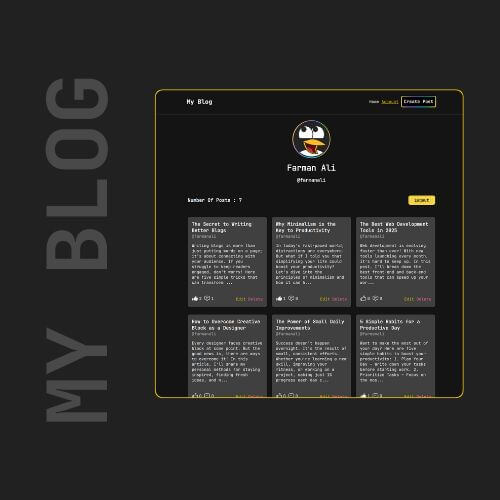 MY BLOG
My Blog
Home Account Create Post
Farman Ali
@farmanali
Number Of Posts : 7
Logout
The Secret to Writing
Better Blogs
@farmanali
Writing blogs is more than
just putting words on a page;
it's about connecting with
your audience. If you
struggle to keep readers
engaged, don't worry! Here
are five simple tricks that
can transform ...
2 1
Edit Delete
Why Minimalism is the
Key to Productivity
@farmanali
In today's fast-paced world,
distractions are everywhere.
But what if I told you that
simplifying your life could
boost your productivity?
Let's dive into the
principles of minimalism and
how it can h...
1 0
Edit Delete
The Best Web Development
Tools in 2025
@farmanali
Web development is evolving
faster than ever! With new
tools launching every month,
it's hard to keep up. In this
post, I'll break down the
best front-end and back-end
tools that can speed up your
wor...
0 0
Edit Delete
How to Overcome Creative
Block as a Designer
@farmanali
Every designer faces creative
block at some point. But the
good news is, there are ways
to overcome it! In this
article, I'll share my
personal methods for staying
inspired, finding fresh
ideas, and n...
0 0
Edit Delete
The Power of Small Daily
Improvements
@farmanali
Success doesn't happen
overnight. It's the result of
small, consistent efforts.
Whether you're learning a new
skill, improving your
fitness, or working on a
project, making just 1%
progress each day c...
0 0
Edit Delete
5 Simple Habits for a
Productive Day
@farmanali
Want to make the most out of
your day? Here are five
simple habits to boost your
productivity: 1. Plan Your
Day - Write down your tasks
before starting work. 2.
Prioritize Tasks - Focus on
the mos...
1 0
Edit Delete